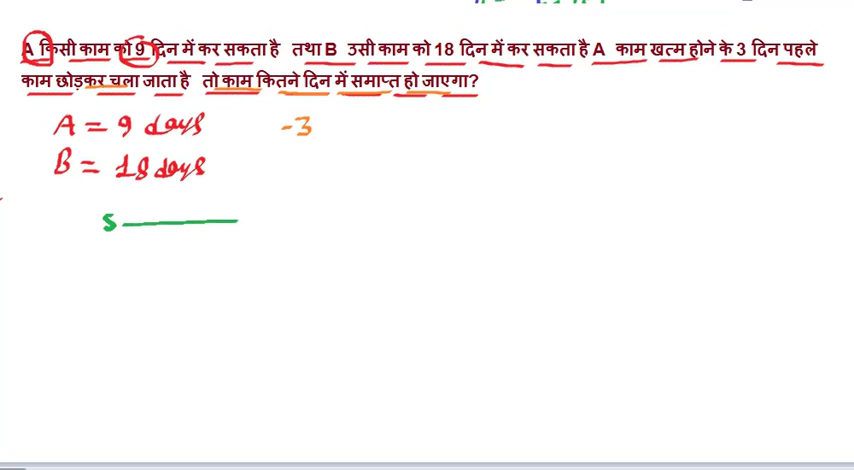 A किसी काम को 9 दिन में कर सकता है तथा B उसी काम को 18 दिन में कर सकता है A काम खत्म होने के 3 दिन पहले
काम छोड़कर चला जाता है तो काम कितने दिन में समाप्त हो जाएगा?
A = 9 days -3
B = 18 days
S